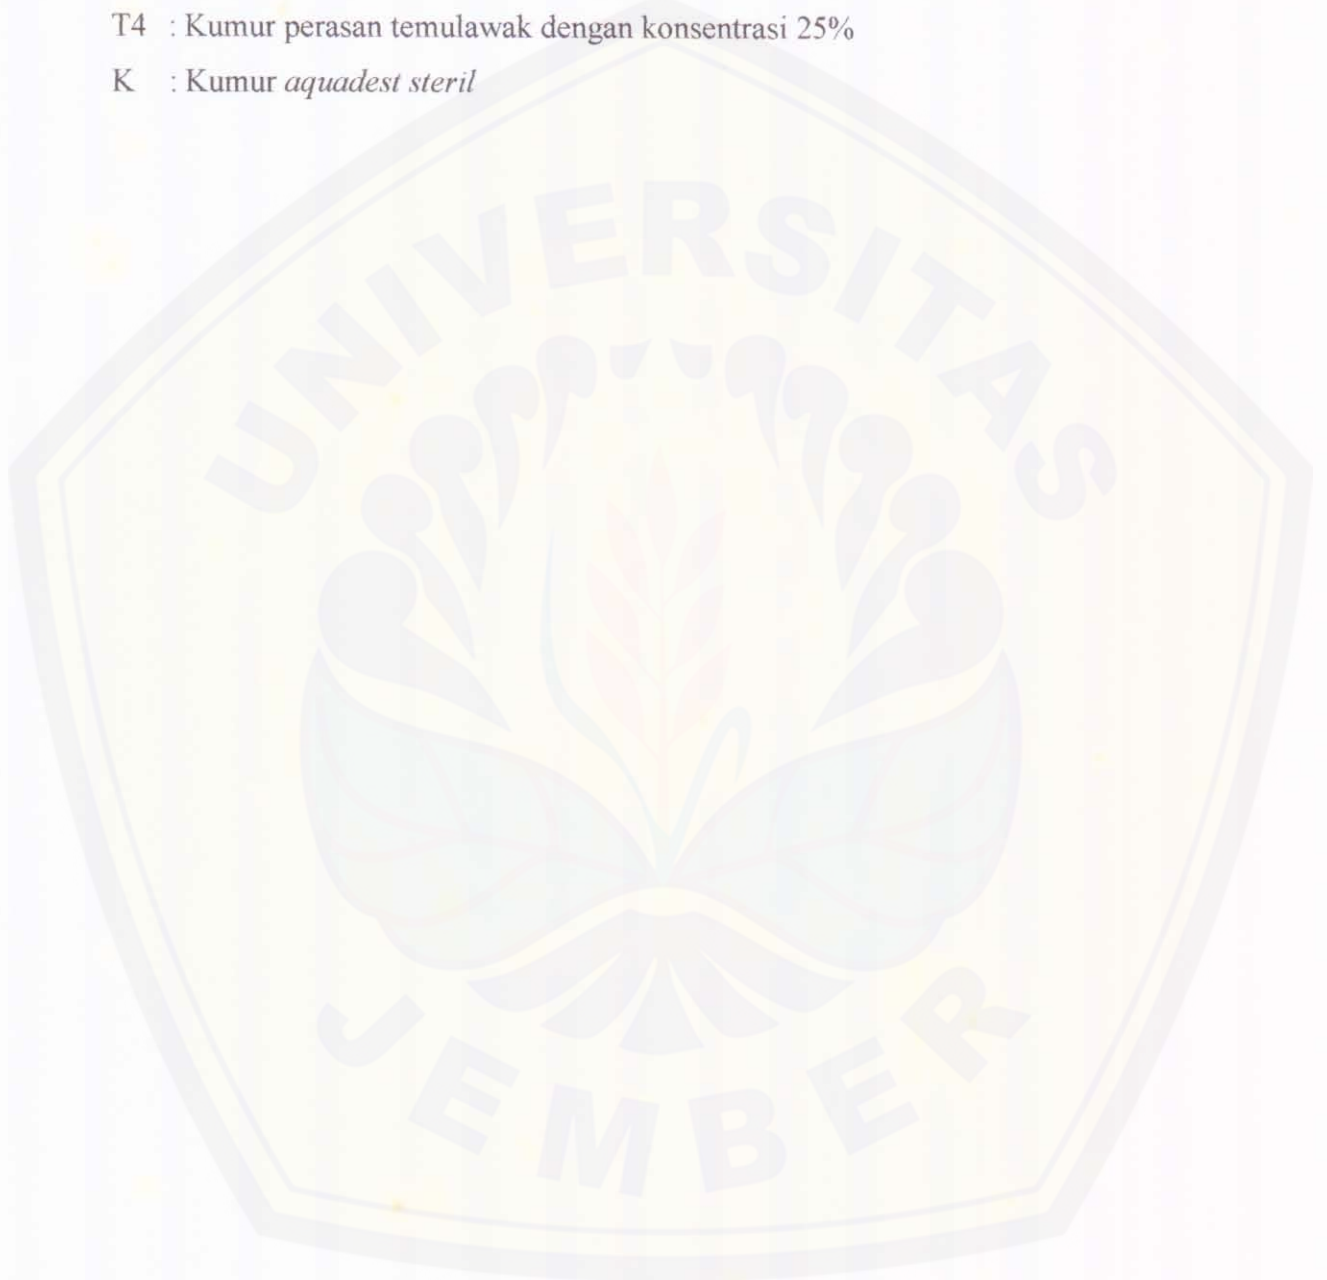 T4 : Kumur perasan temulawak dengan konsentrasi 25%
K : Kumur aquadest steril
UNIVERSITAS
JEMBER